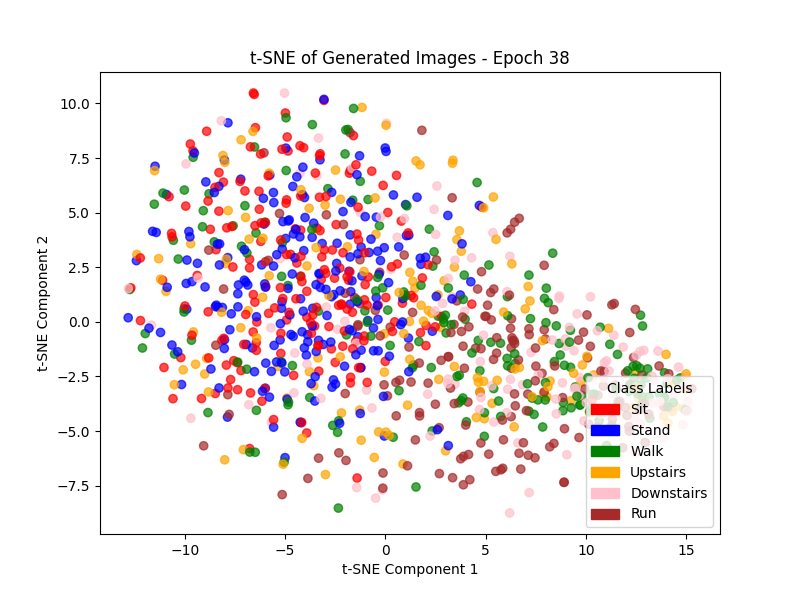 t-SNE of Generated Images - Epoch 38
10.0
7.5
5.0
2.5
0.0
−2.5
−5.0
−7.5
t-SNE Component 2
−10
−5
0
5
10
15
t-SNE Component 1
Class Labels
Sit
Stand
Walk
Upstairs
Downstairs
Run